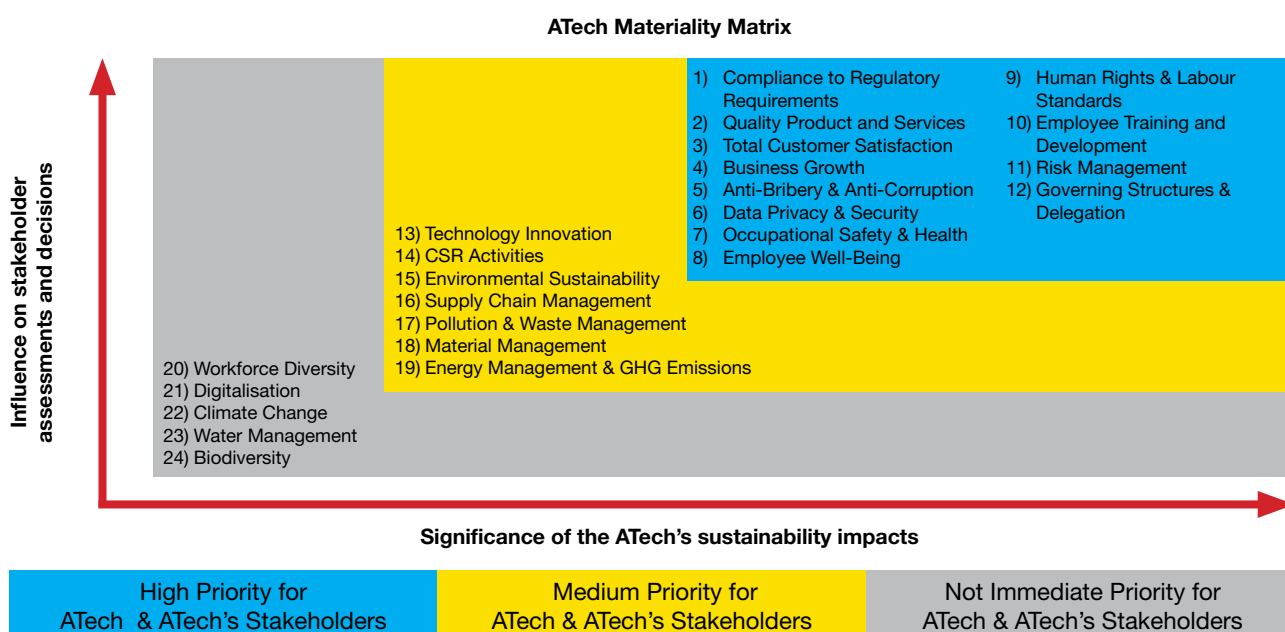 ATech Materiality Matrix
Influence on stakeholder
assessments and decisions
1) Compliance to Regulatory
Requirements
2) Quality Product and Services
3) Total Customer Satisfaction
4) Business Growth
5) Anti-Bribery & Anti-Corruption
6) Data Privacy & Security
7) Occupational Safety & Health
8) Employee Well-Being
9) Human Rights & Labour
Standards
10) Employee Training and
Development
11) Risk Management
12) Governing Structures &
Delegation
13) Technology Innovation
14) CSR Activities
15) Environmental Sustainability
16) Supply Chain Management
17) Pollution & Waste Management
18) Material Management
19) Energy Management & GHG Emissions
20) Workforce Diversity
21) Digitalisation
22) Climate Change
23) Water Management
24) Biodiversity
Significance of the ATech's sustainability impacts
High Priority for
ATech & ATech's Stakeholders
Medium Priority for
ATech & ATech's Stakeholders
Not Immediate Priority for
ATech & ATech's Stakeholders